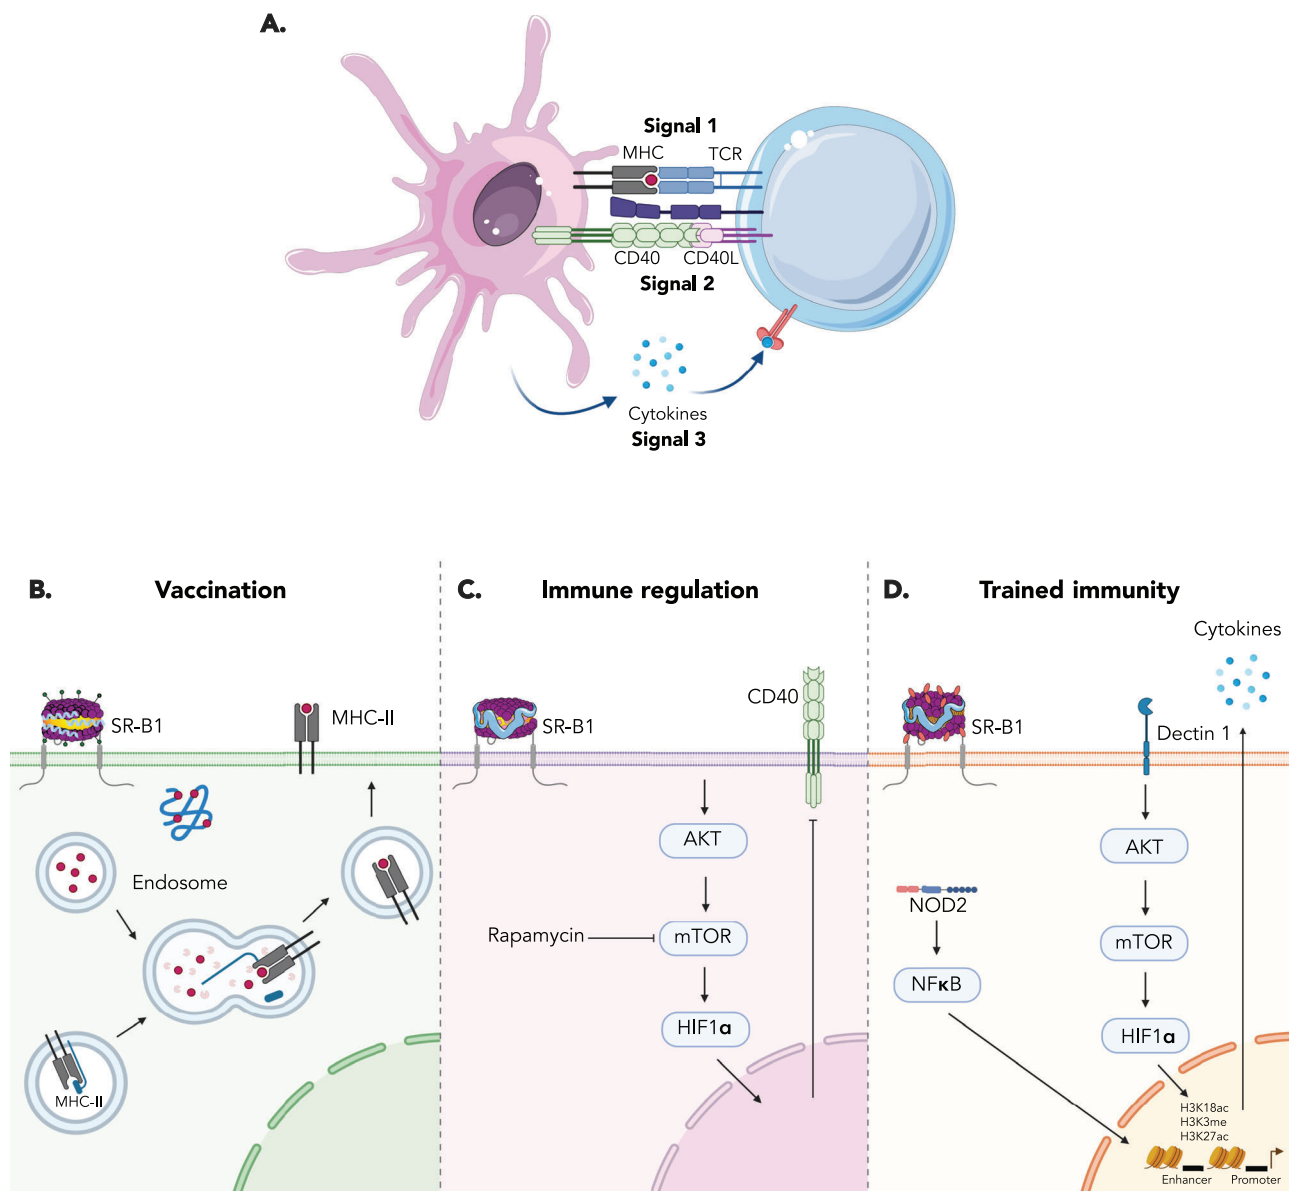 A.
Signal 1
MHC TCR
CD40 CD40L
Signal 2
Cytokines
Signal 3
B. Vaccination
SR-B1
MHC-II
Endosome
MHC-II
C. Immune regulation
SR-B1
CD40
AKT
Rapamycin
mTOR
HIF1α
D. Trained immunity
Cytokines
SR-B1
Dectin 1
AKT
NOD2
mTOR
NFκB
HIF1α
H3K18ac
H3K3me
H3K27ac
Enhancer Promoter